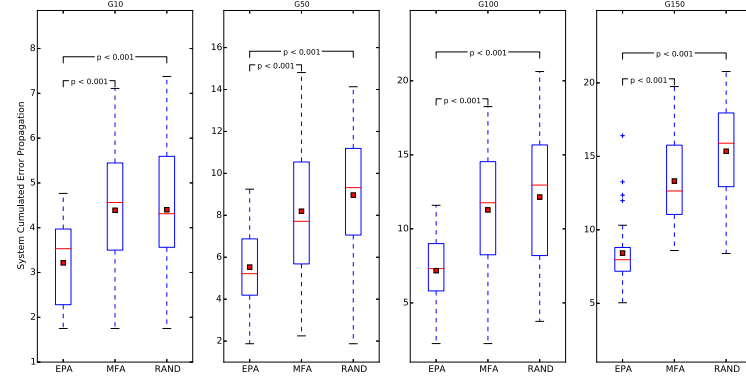 G10
G50
G100
G150
System Cumulated Error Propagation
8
7
6
5
4
3
2
1
p < 0.001
p < 0.001
EPA MFA RAND
16
14
12
10
8
6
4
2
p < 0.001
p < 0.001
EPA MFA RAND
20
15
10
5
p < 0.001
p < 0.001
EPA MFA RAND
20
15
10
5
p < 0.001
p < 0.001
EPA MFA RAND